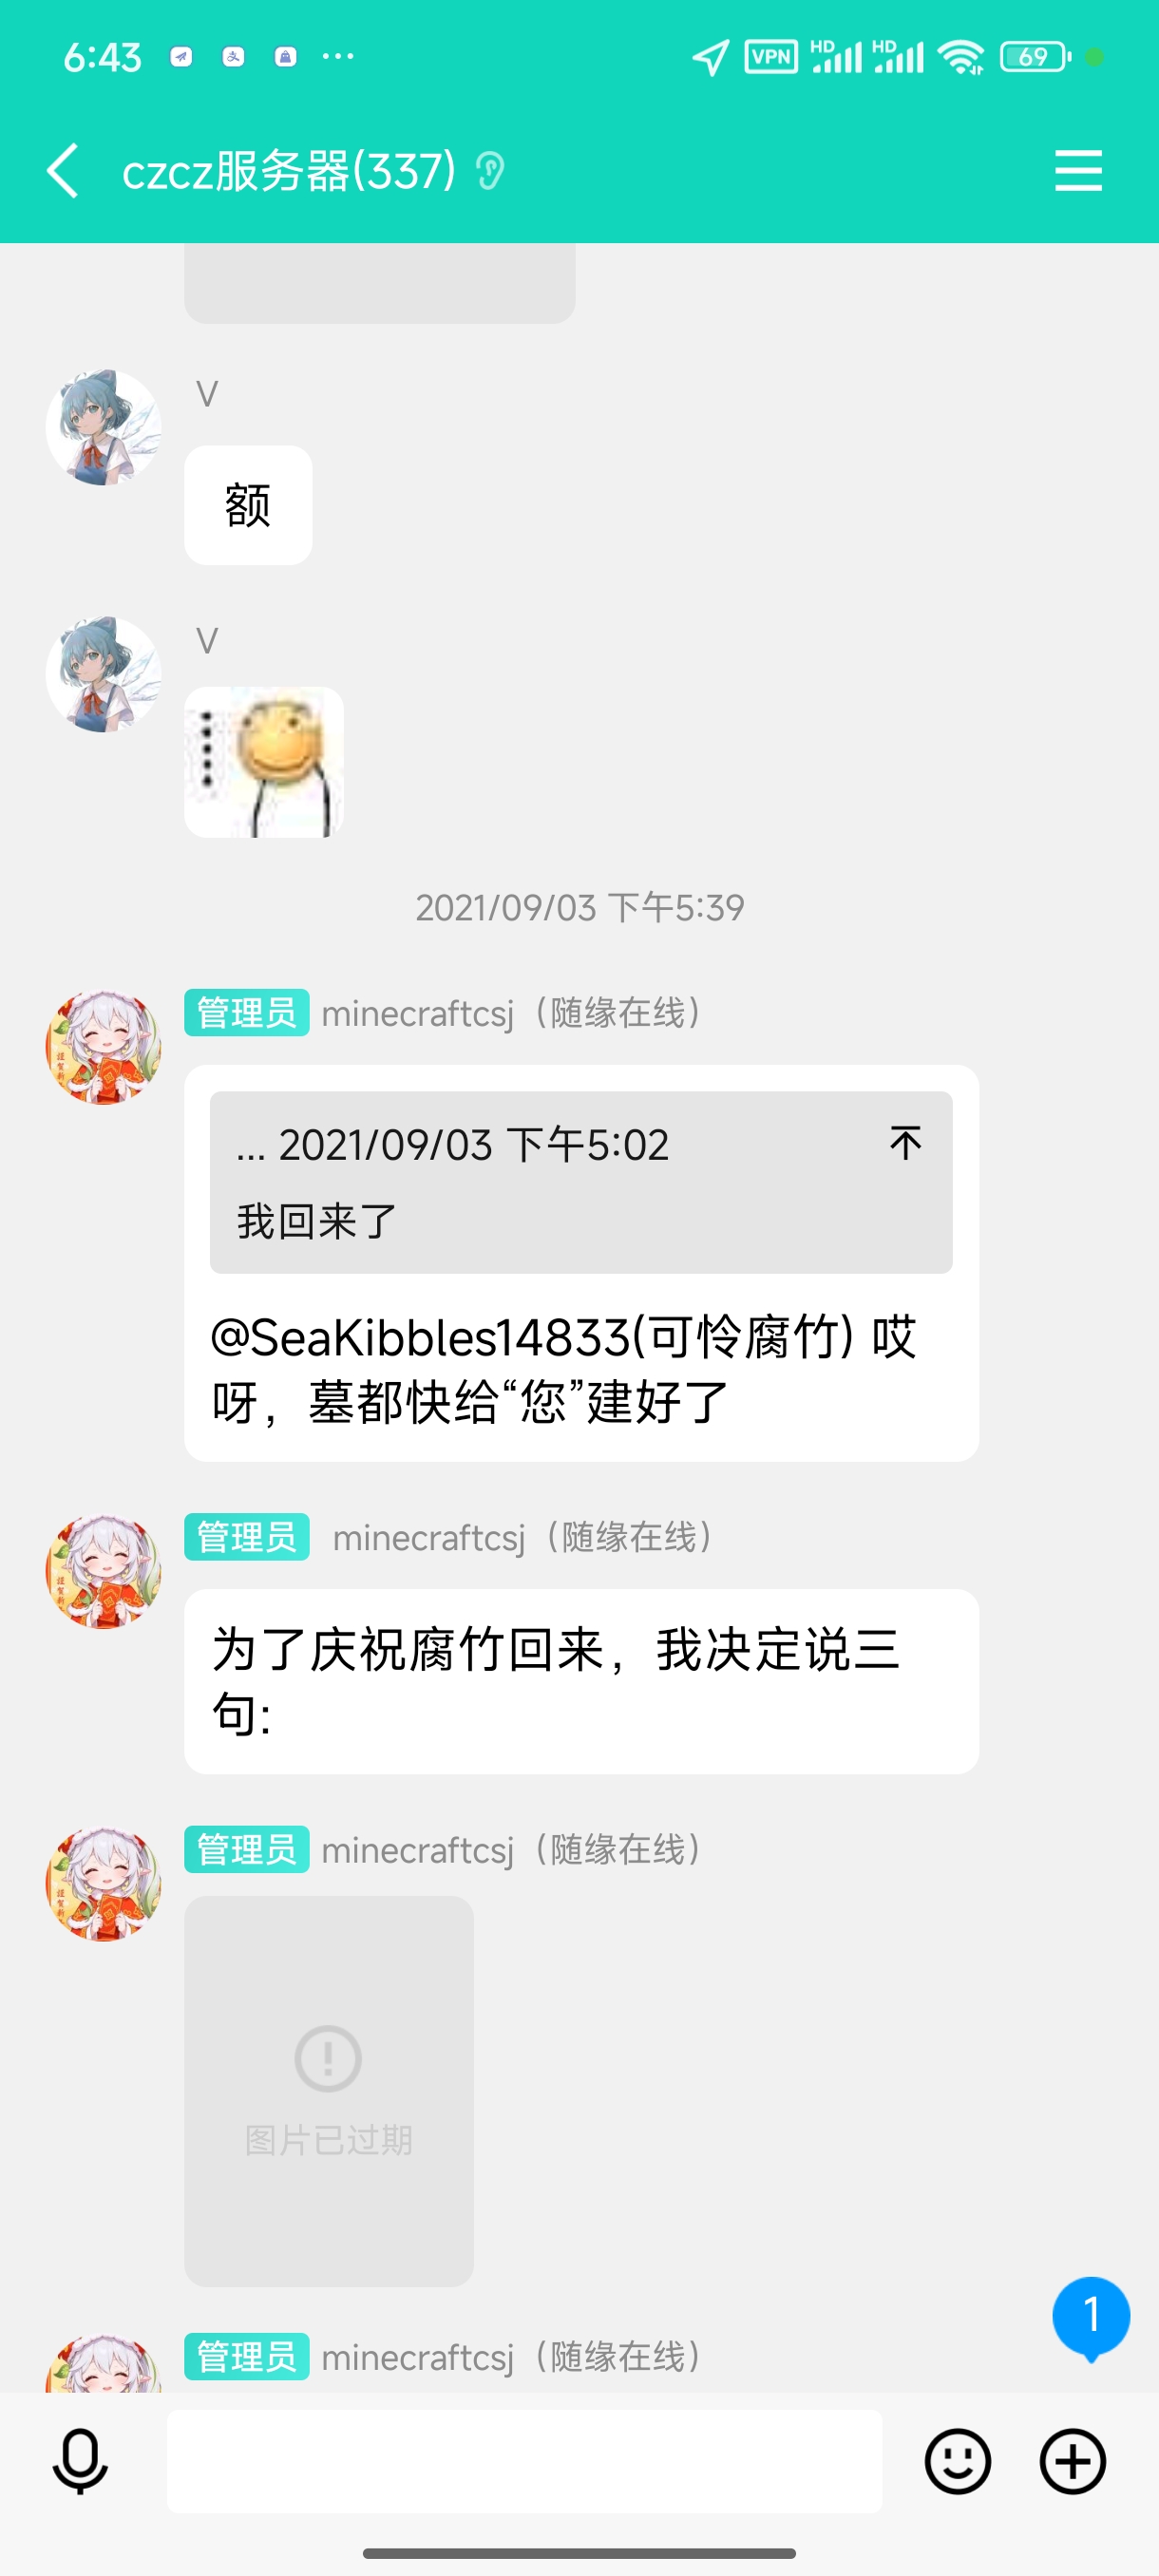 6:43
VPN HD HD 69
czcz服务器(337)
V
额
V
2021/09/03 下午5:39
管理员 minecraftcsj（随缘在线）
... 2021/09/03 下午5:02
我回来了
@SeaKibbles14833(可怜腐竹) 哎
呀，墓都快给“您”建好了
管理员 minecraftcsj（随缘在线）
为了庆祝腐竹回来，我决定说三
句:
管理员 minecraftcsj（随缘在线）
图片已过期
1
管理员 minecraftcsj（随缘在线）